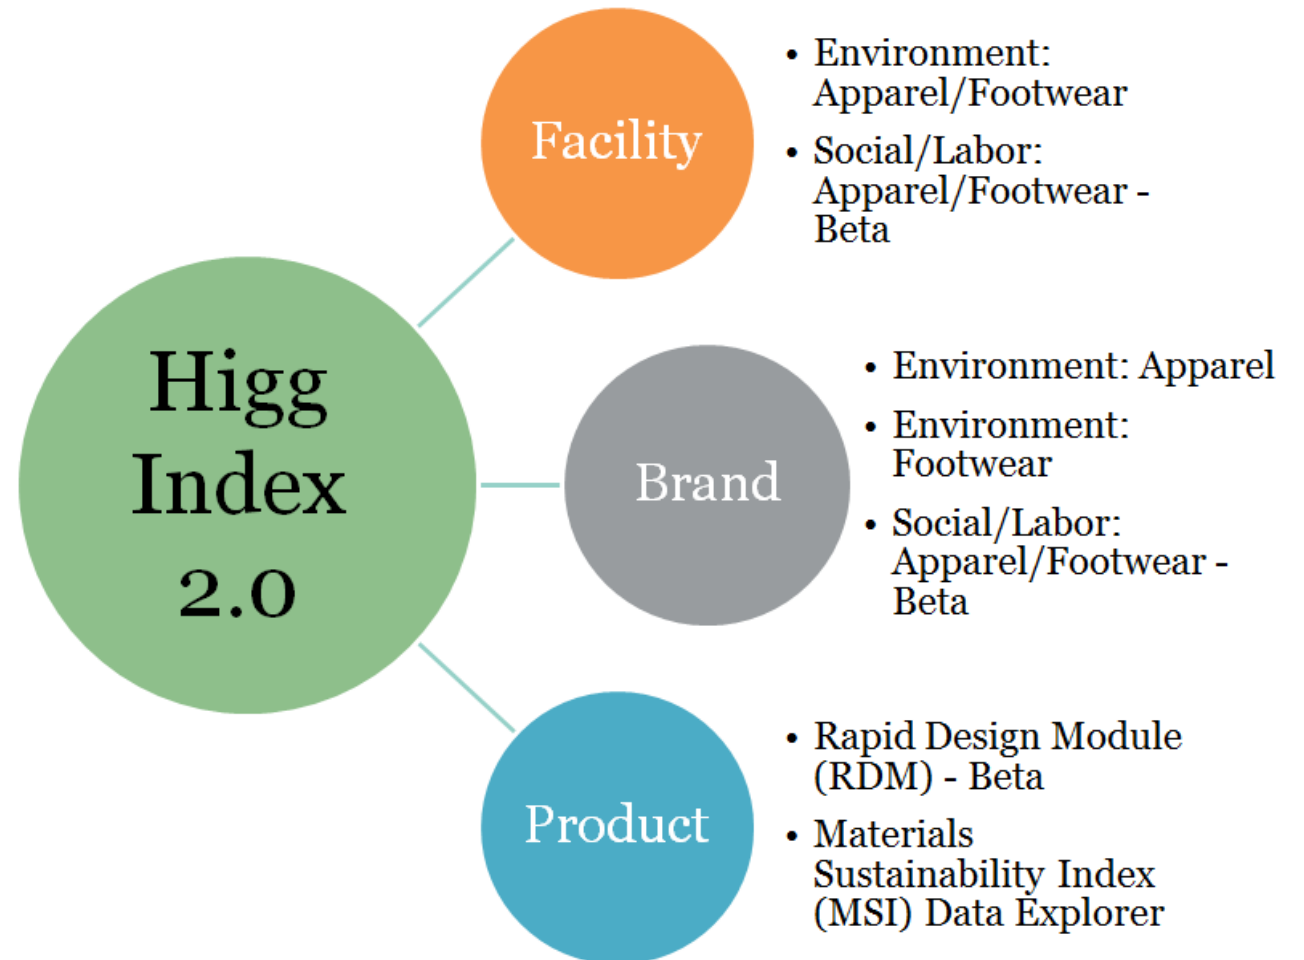 Higg
Index
2.0
Facility
• Environment:
Apparel/Footwear
• Social/Labor:
Apparel/Footwear -
Beta
Brand
• Environment: Apparel
• Environment:
Footwear
• Social/Labor:
Apparel/Footwear -
Beta
Product
• Rapid Design Module
(RDM) - Beta
• Materials
Sustainability Index
(MSI) Data Explorer